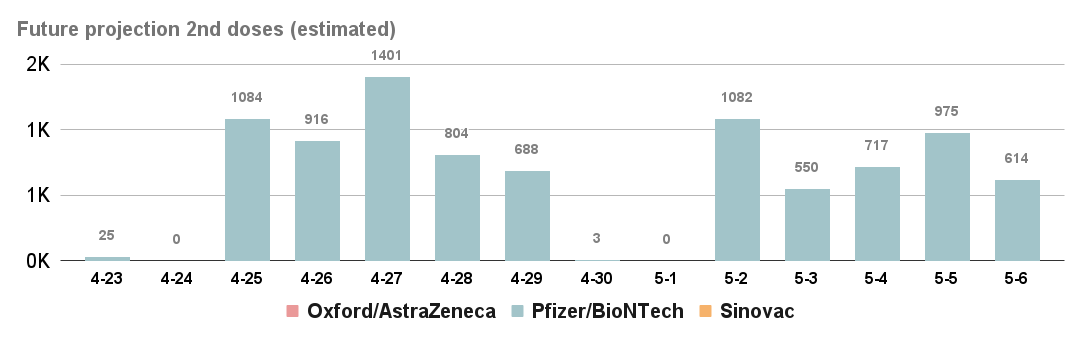 Future projection 2nd doses (estimated)
2K
1K
1K
0K
25
0
1084
916
1401
804
688
3
0
1082
550
717
975
614
4-23 4-24 4-25 4-26 4-27 4-28 4-29 4-30 5-1 5-2 5-3 5-4 5-5 5-6
Oxford/AstraZeneca Pfizer/BioNTech Sinovac